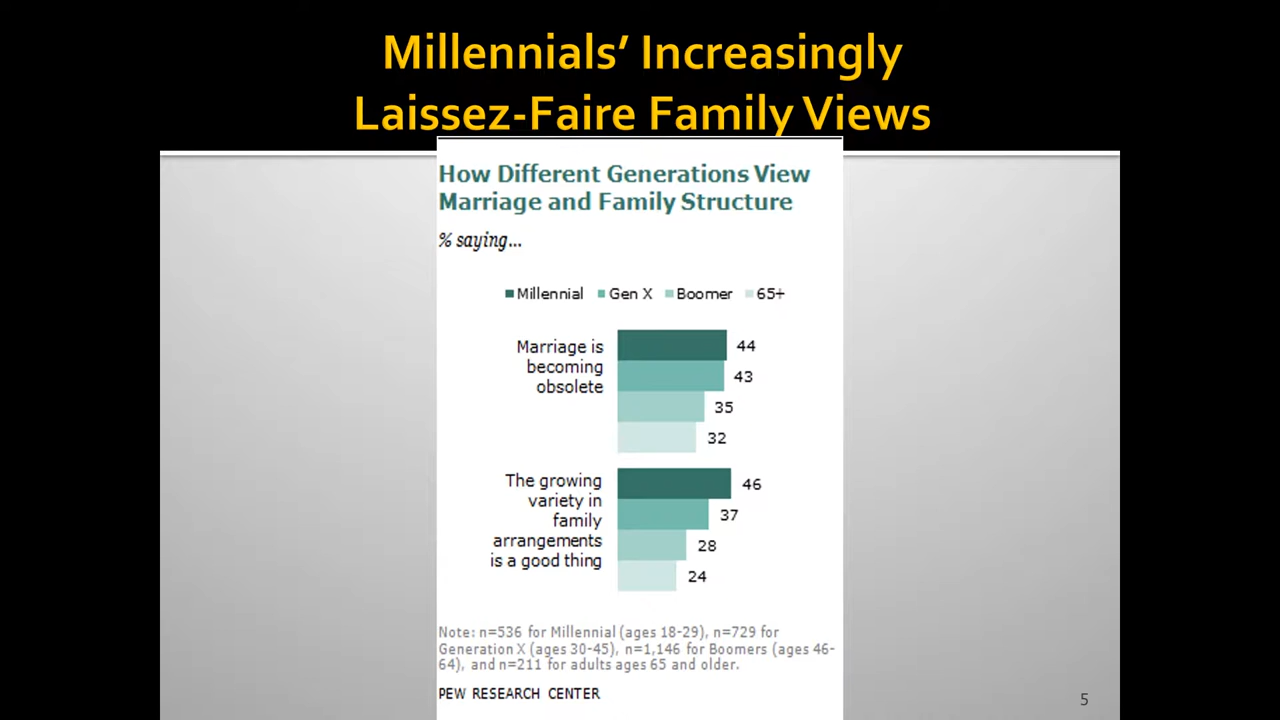 Millennials’ Increasingly
Laissez-Faire Family Views
How Different Generations View
Marriage and Family Structure
% saying...
Millennial Gen X Boomer 65+
Marriage is
becoming
obsolete
44
43
35
32
The growing
variety in
family
arrangements
is a good thing
46
37
28
24
Note: n=536 for Millennial (ages 18-29), n=729 for
Generation X (ages 30-45), n=1,146 for Boomers (ages 46-
64), and n=211 for adults ages 65 and older.
PEW RESEARCH CENTER
5